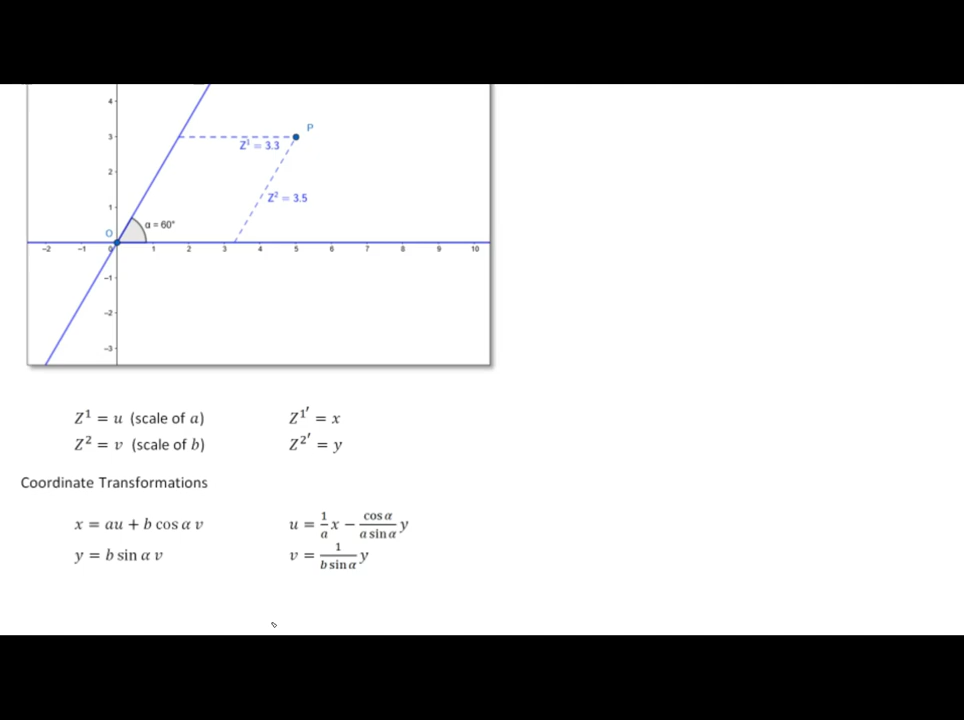 4
3
P
Z¹ = 3.3
2
Z² = 3.5
1
α = 60°
O
−2 −1 0 1 2 3 4 5 6 7 8 9 10
−1
−2
−3
Z¹ = u (scale of a) Z¹′ = x
Z² = v (scale of b) Z²′ = y
Coordinate Transformations
x = au + b cos α v u = 1/a x − cos α/a sin α y
y = b sin α v v = 1/b sin α y